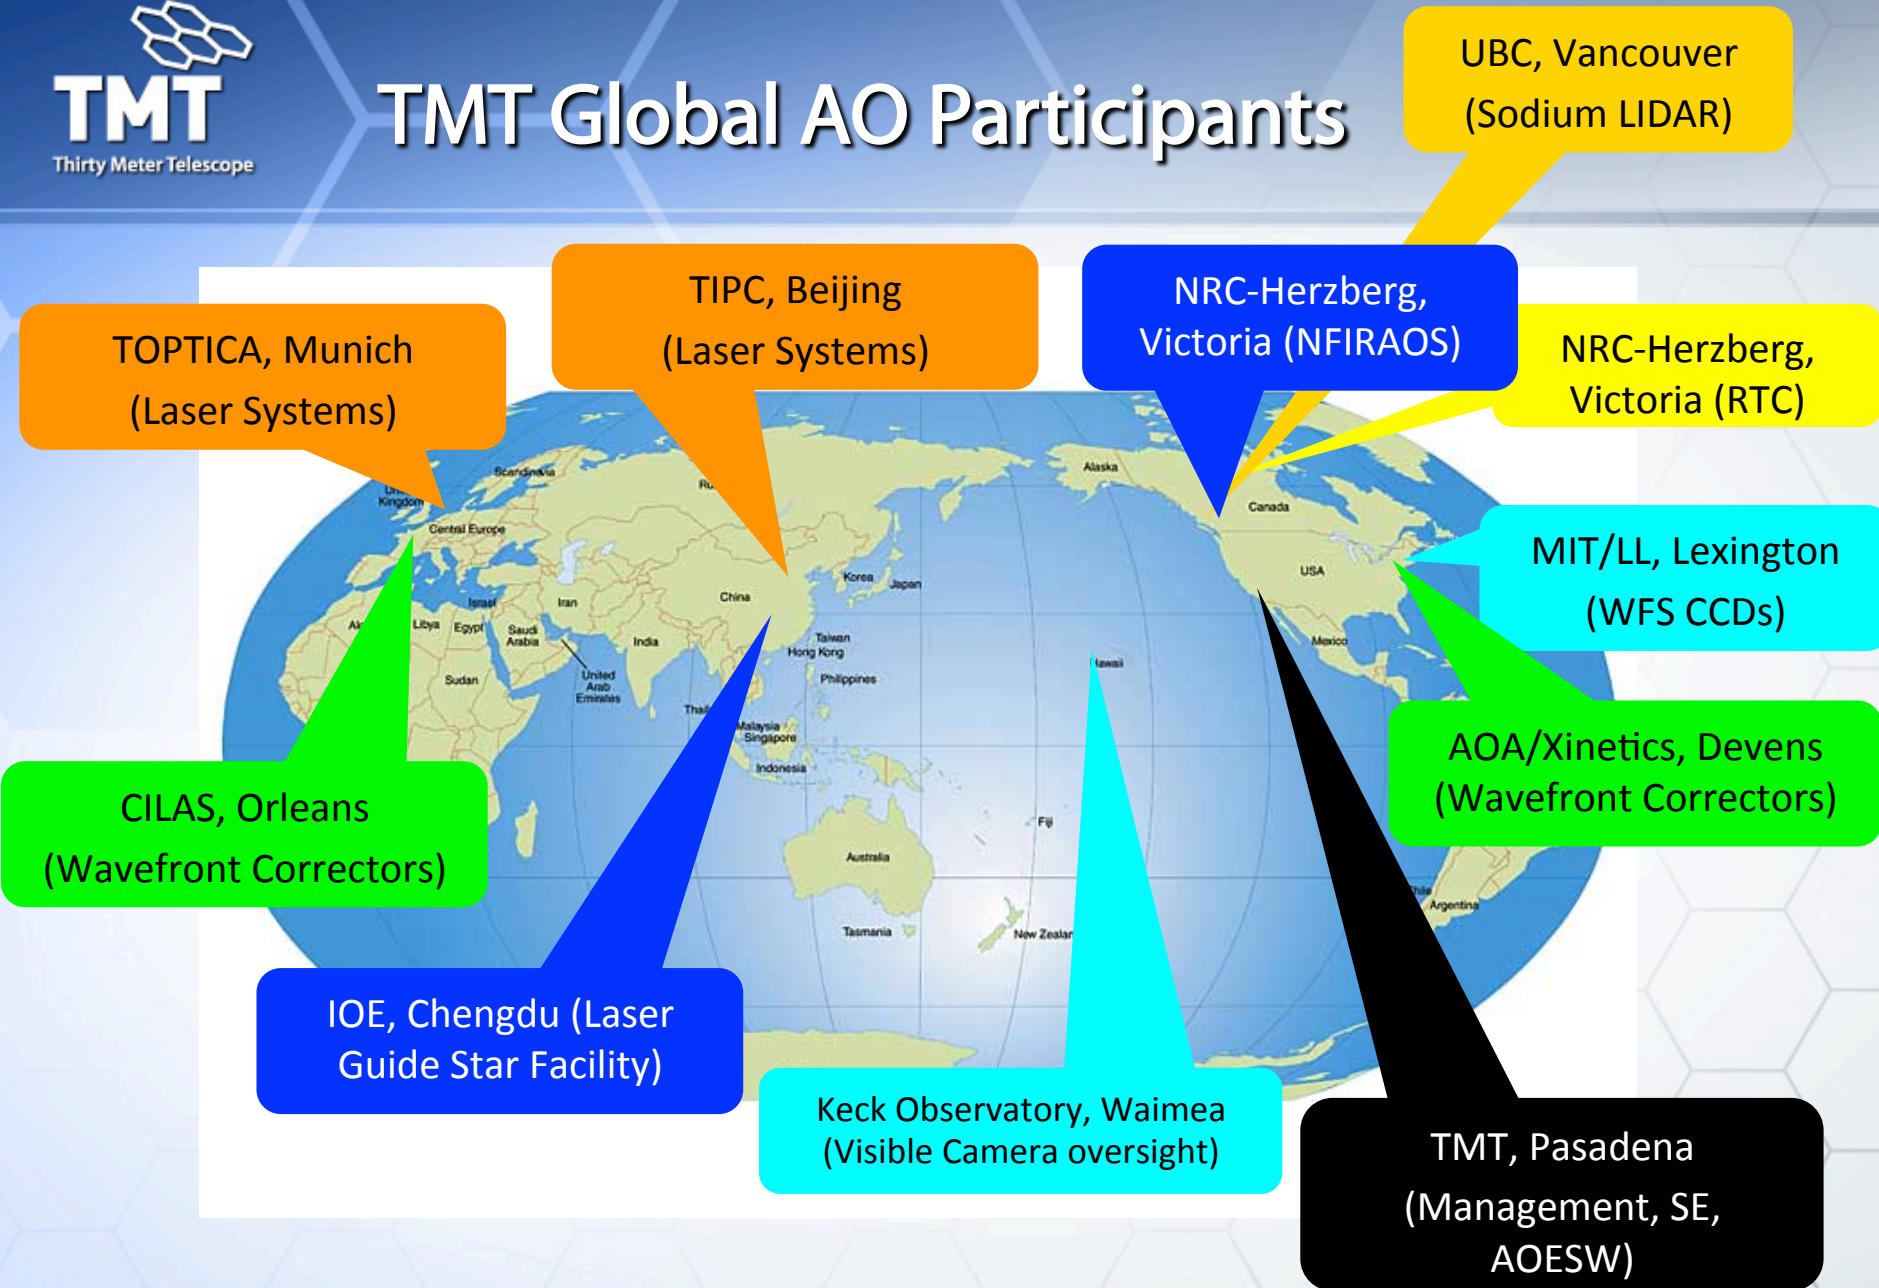 TMT
Thirty Meter Telescope
TMT Global AO Participants
UBC, Vancouver
(Sodium LIDAR)
TOPTICA, Munich
(Laser Systems)
TIPC, Beijing
(Laser Systems)
NRC-Herzberg,
Victoria (NFIRAOS)
NRC-Herzberg,
Victoria (RTC)
MIT/LL, Lexington
(WFS CCDs)
AOA/Xinetics, Devens
(Wavefront Correctors)
CILAS, Orleans
(Wavefront Correctors)
IOE, Chengdu (Laser
Guide Star Facility)
Keck Observatory, Waimea
(Visible Camera oversight)
TMT, Pasadena
(Management, SE,
AOESW)
Scandinavia
Kingdom
Central Europe
Alaska
Canada
USA
Mexico
Korea
Japan
China
Iran
Israel
Libya
Egypt
Saudi
Arabia
India
Taiwan
Hong Kong
Philippines
Sudan
United
Arab
Emirates
Malaysia
Singapore
Indonesia
Fiji
Australia
Tasmania
Argentina